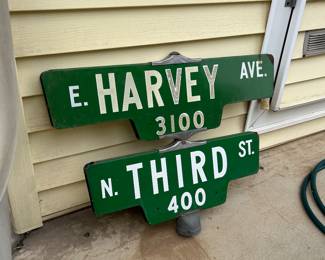 E. HARVEY AVE.
3100
N. THIRD ST.
400